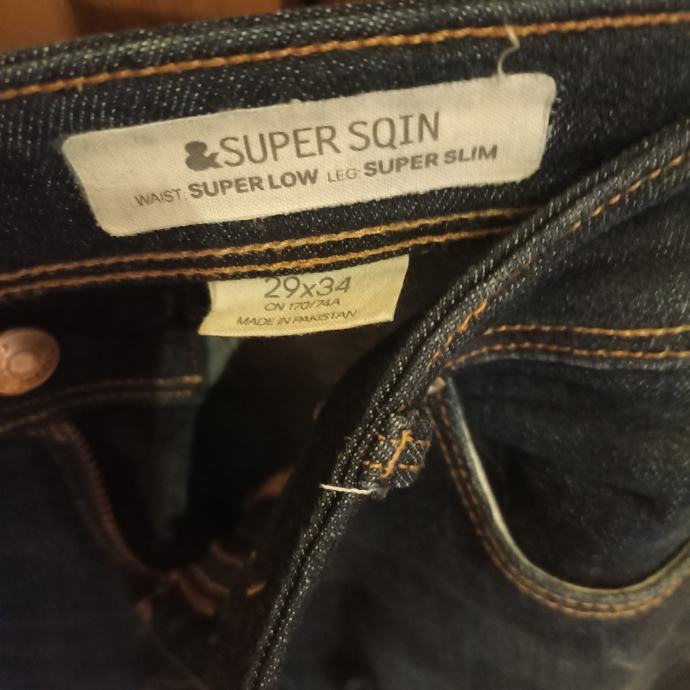 &SUPER SQIN
WAIST: SUPER LOW LEG: SUPER SLIM
29x34
CN 170/74A
MADE IN PAKISTAN